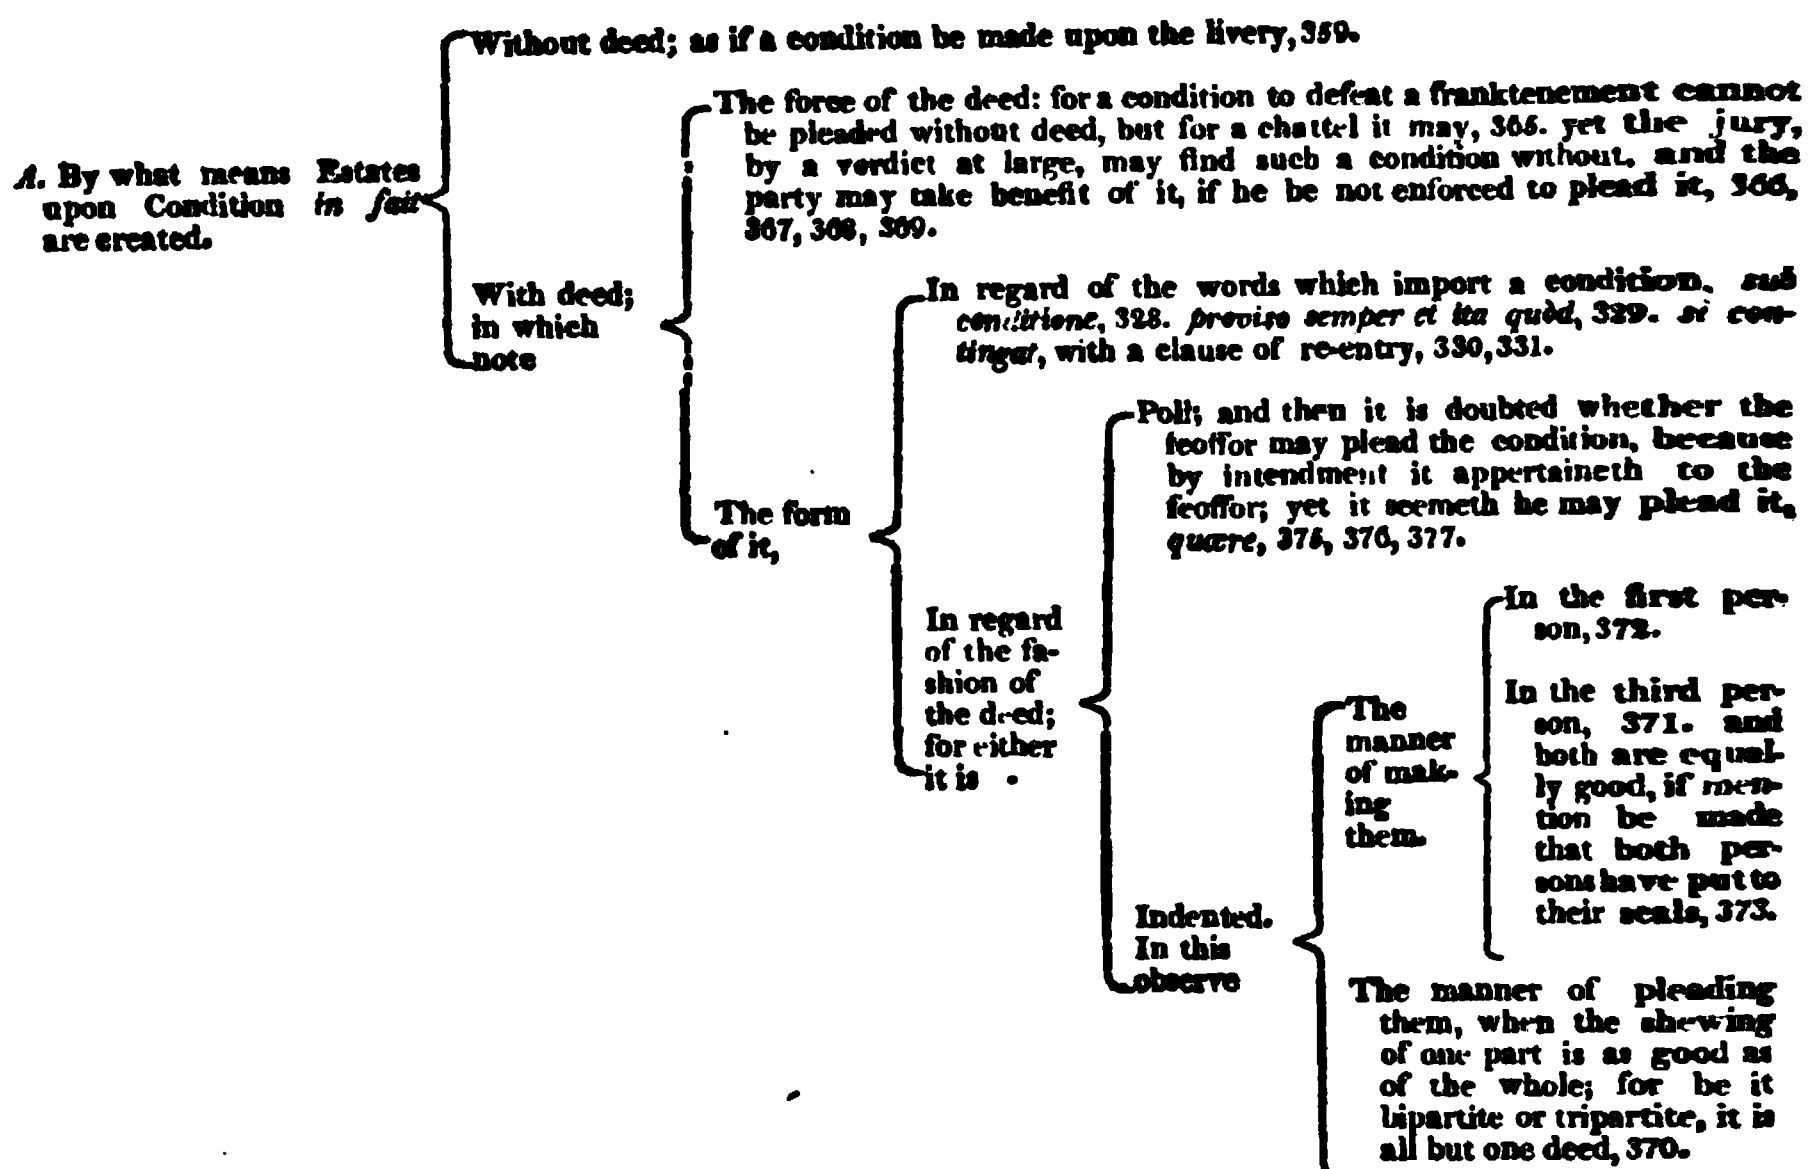 Without deed; as if a condition be made upon the livery, 359.
A. By what means Estates
upon Condition in fait
are created.
With deed;
in which
note
The force of the deed: for a condition to defeat a franktenement cannot
be pleaded without deed, but for a chattel it may, 365. yet the jury,
by a verdict at large, may find such a condition without, and the
party may take benefit of it, if he be not enforced to plead it, 366,
367, 368, 369.
The form
of it,
In regard of the words which import a condition. sub
conditione, 328. proviso semper et ita quòd, 329. si con-
tingat, with a clause of re-entry, 330, 331.
In regard
of the fa-
shion of
the deed;
for either
it is
Poll; and then it is doubted whether the
feoffor may plead the condition, because
by intendment it appertaineth to the
feoffor; yet it seemeth he may plead it,
quære, 375, 376, 377.
Indented.
In this
observe
The
manner
of mak-
ing
them.
In the first per-
son, 372.
In the third per-
son, 371. and
both are equal-
ly good, if men-
tion be made
that both per-
sons have put to
their seals, 373.
The manner of pleading
them, when the shewing
of one part is as good as
of the whole; for be it
bipartite or tripartite, it is
all but one deed, 370.